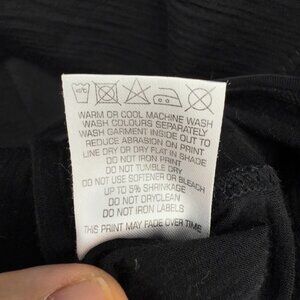 WARM OR COOL MACHINE WASH
WASH COLOURS SEPARATELY
WASH GARMENT INSIDE OUT TO
REDUCE ABRASION ON PRINT
LINE DRY OR DRY FLAT IN SHADE
DO NOT IRON PRINT
DO NOT TUMBLE DRY
DO NOT USE SOFTENER OR BLEACH
UP TO 5% SHRINKAGE
DO NOT DRYCLEAN
DO NOT IRON LABELS
THIS PRINT MAY FADE OVER TIME